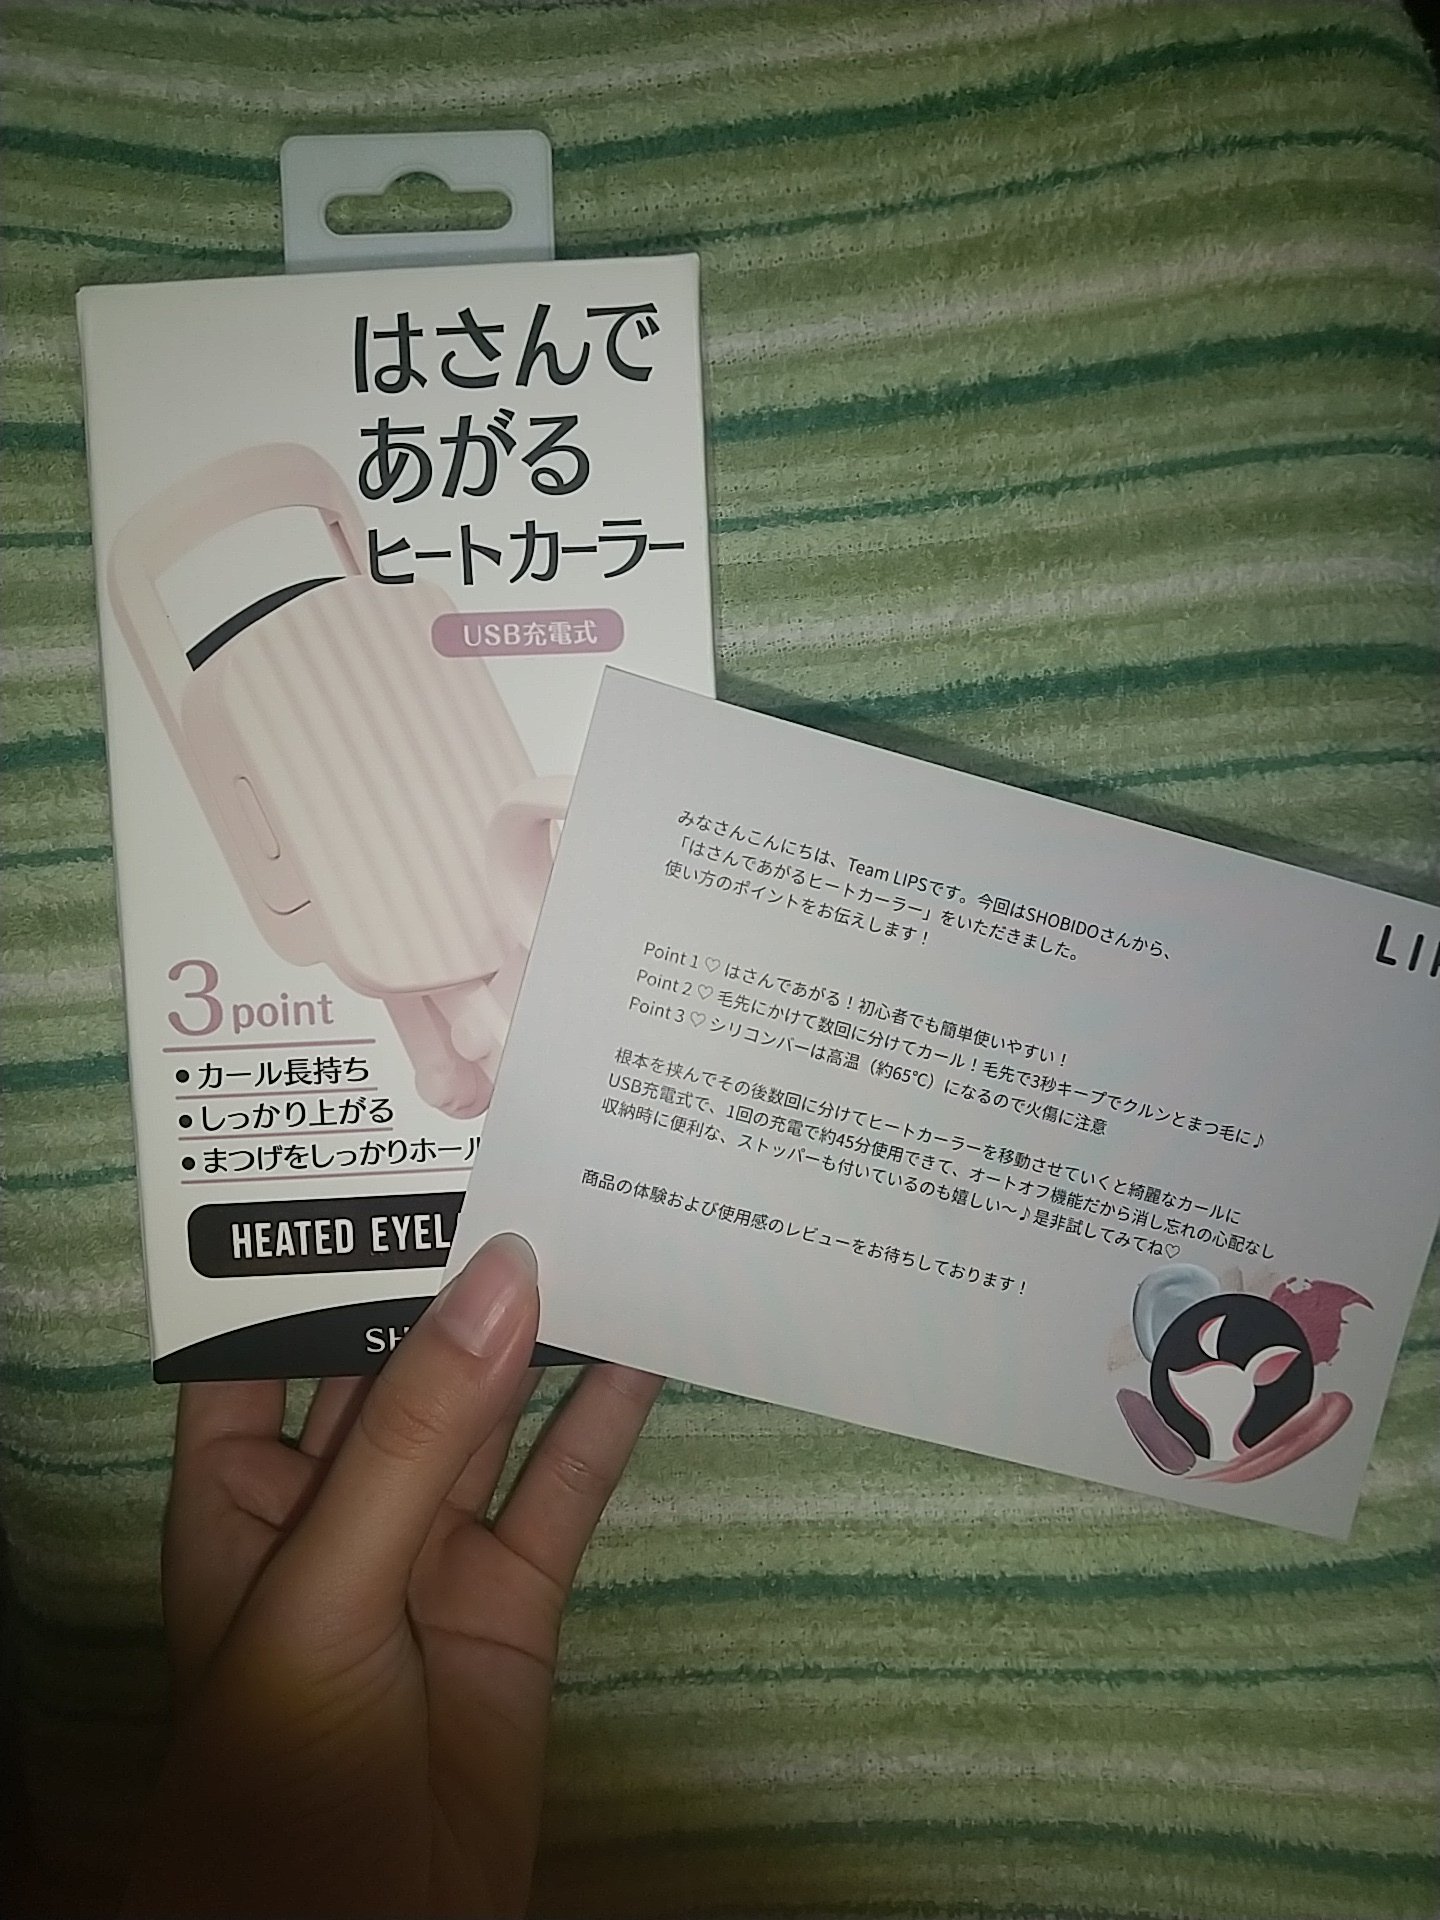 はさんで
あがる
ヒートカーラー
USB充電式
3point
•カール長持ち
•しっかり上がる
•まつげをしっかりホール
HEATED
みなさんこんにちは、Team LIPSです。今回はSHOBIDOさんから、
「はさんであがるヒートカーラー」をいただきました。
使い方のポイントをお伝えします！
Point 1 ♡ はさんであがる！初心者でも簡単使いやすい！
Point 2 ♡ 毛先にかけて数回に分けてカール！毛先で3秒キープでクルンとまつ毛に♪
Point 3 ♡ シリコンバーは高温（約65℃）になるので火傷に注意
根本を挟んでその後数回に分けてヒートカーラーを移動させていくと綺麗なカールに
USB充電式で、1回の充電で約45分使用できて、オートオフ機能だから消し忘れの心配なし
収納時に便利な、ストッパーも付いているのも嬉しい～♪是非試してみてね♡
商品の体験および使用感のレビューをお待ちしております！